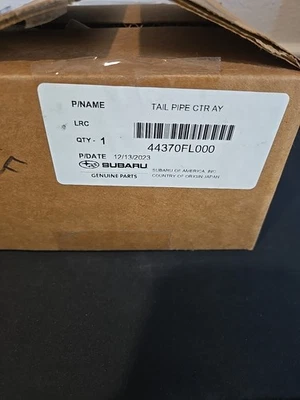 P/NAME TAIL PIPE CTR AY
LRC
QTY - 1 44370FL000
P/DATE 12/13/2023
SUBARU SUBARU OF AMERICA, INC.
GENUINE PARTS COUNTRY OF ORIGIN JAPAN